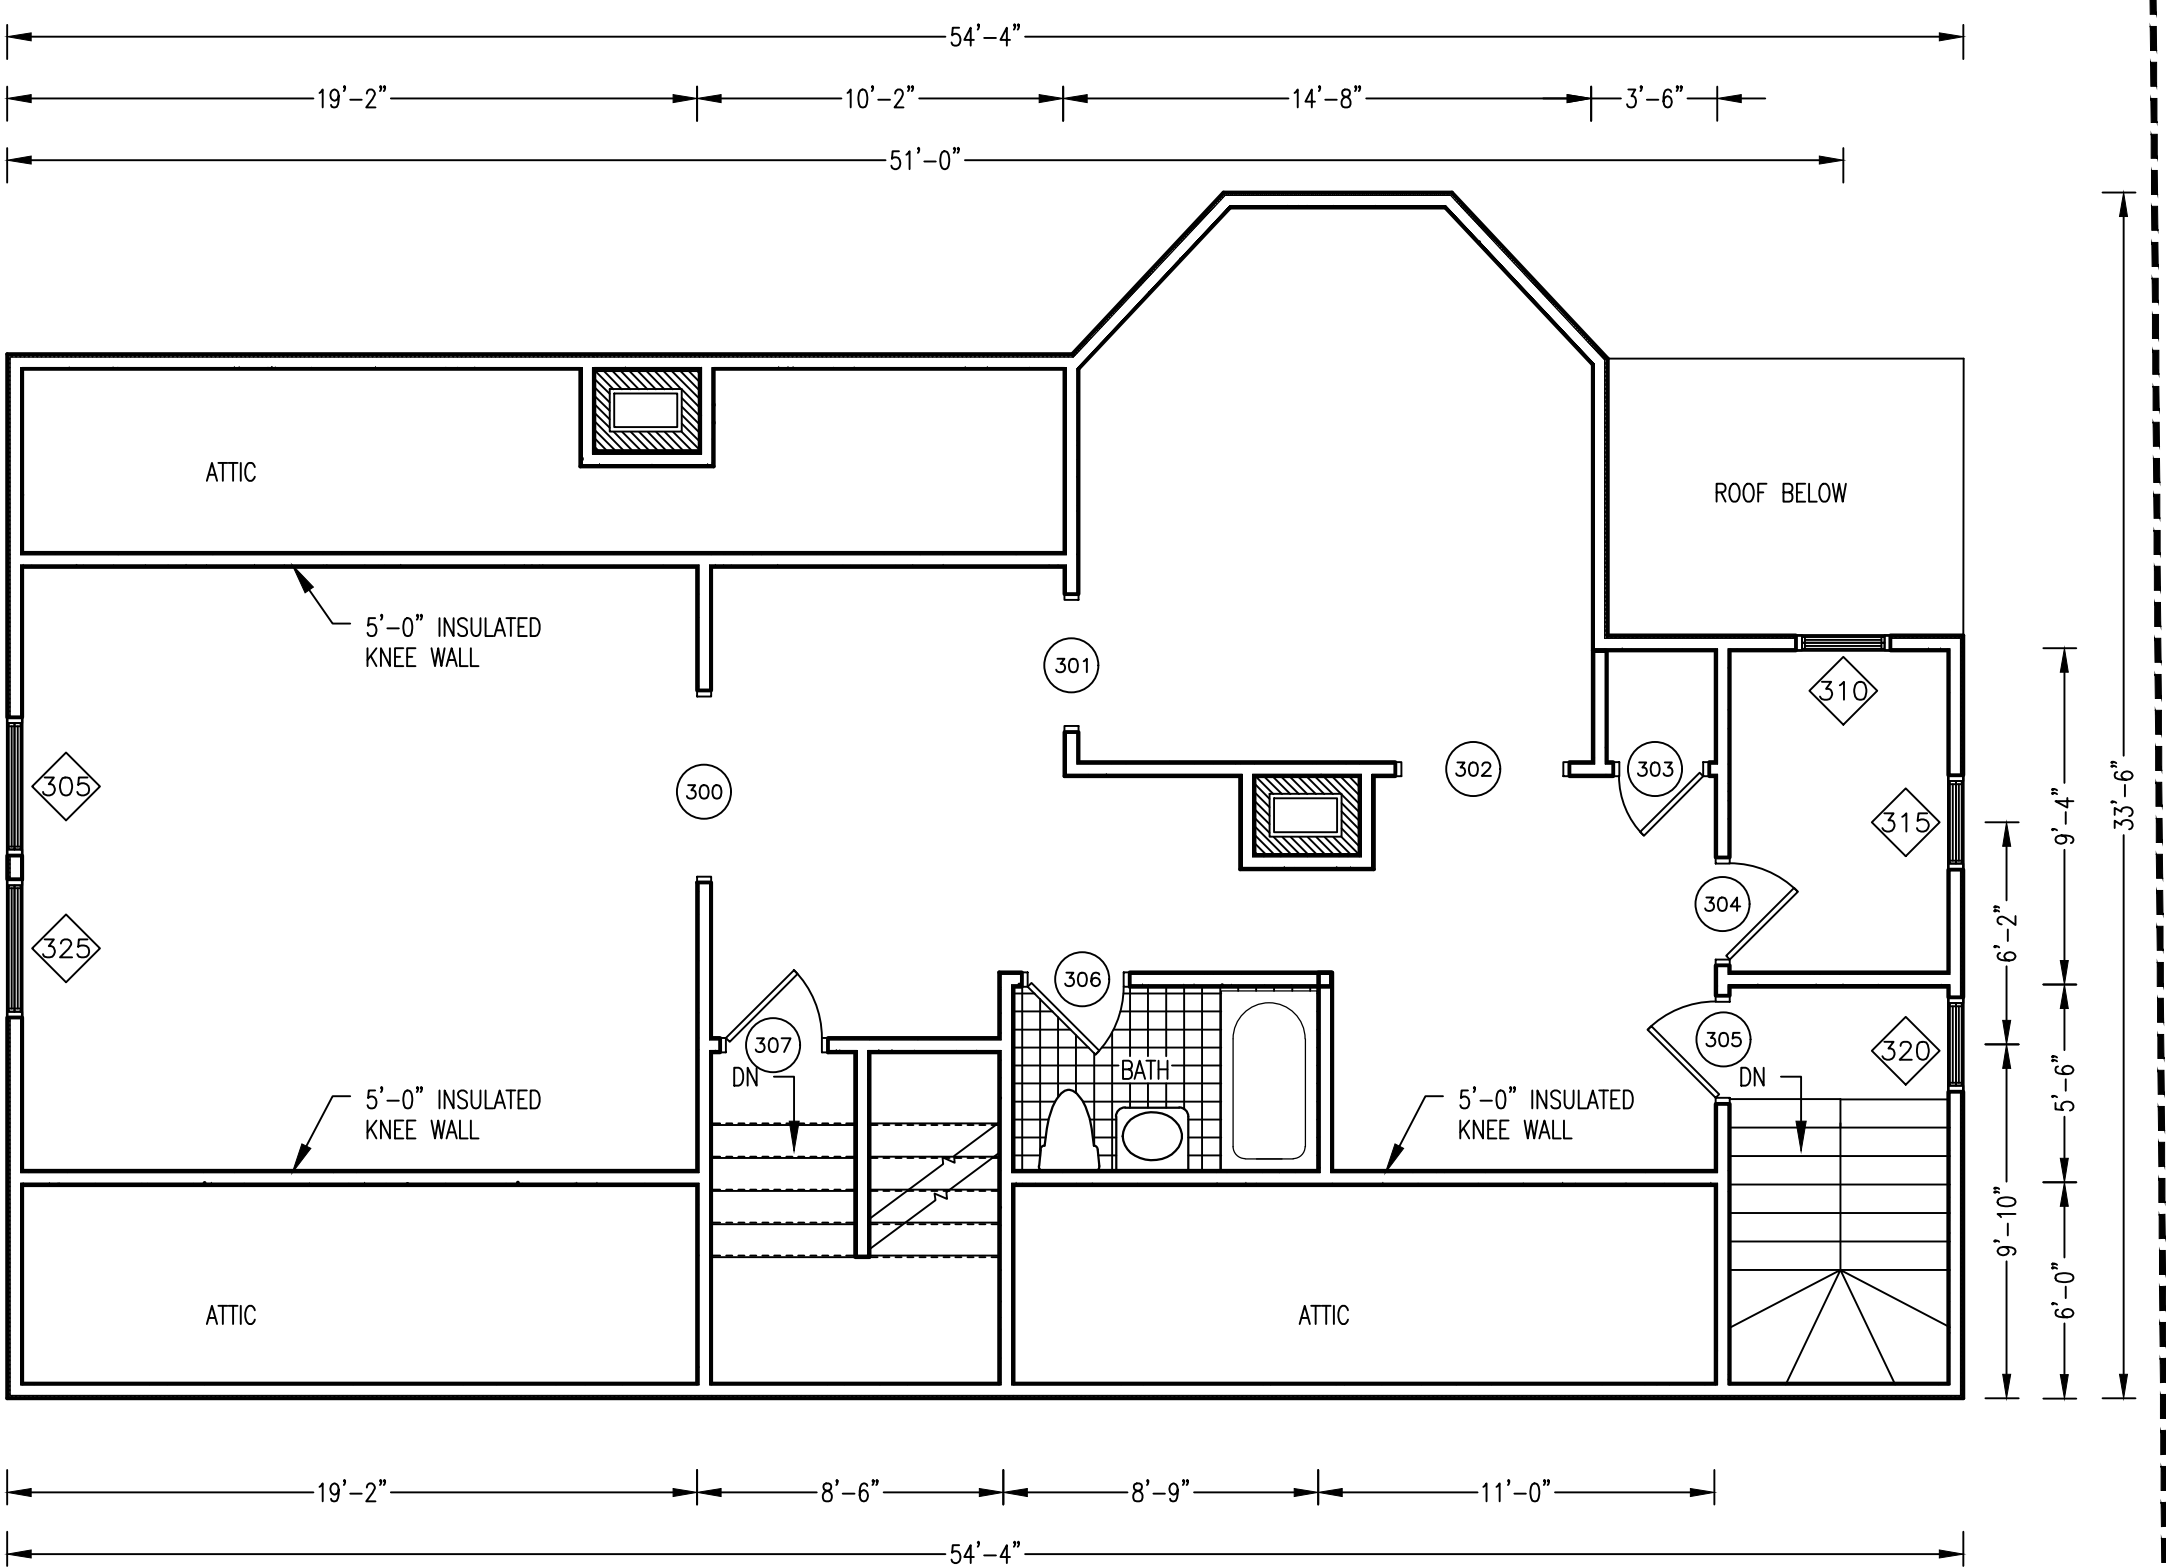 54'-4"
19'-2" 10'-2" 14'-8" 3'-6"
51'-0"
ATTIC
ROOF BELOW
5'-0" INSULATED
KNEE WALL
301
310
33'-6"
305
300
302
303
315
9'-4"
304
6'-2"
325
306
307
305
320
BATH
DN
DN
5'-0" INSULATED
KNEE WALL
5'-0" INSULATED
KNEE WALL
5'-6"
9'-10"
6'-0"
ATTIC
ATTIC
19'-2" 8'-6" 8'-9" 11'-0"
54'-4"